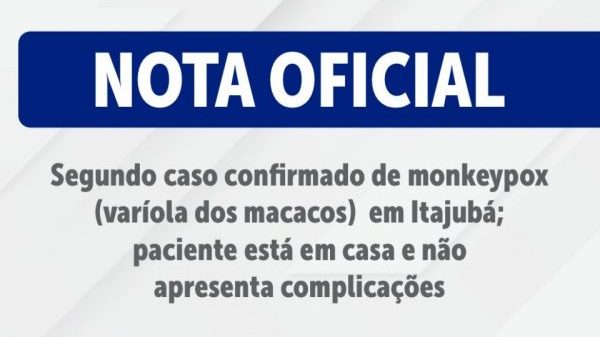 NOTA OFICIAL
Segundo caso confirmado de monkeypox
(varíola dos macacos)  em Itajubá;
paciente está em casa e não
apresenta complicações